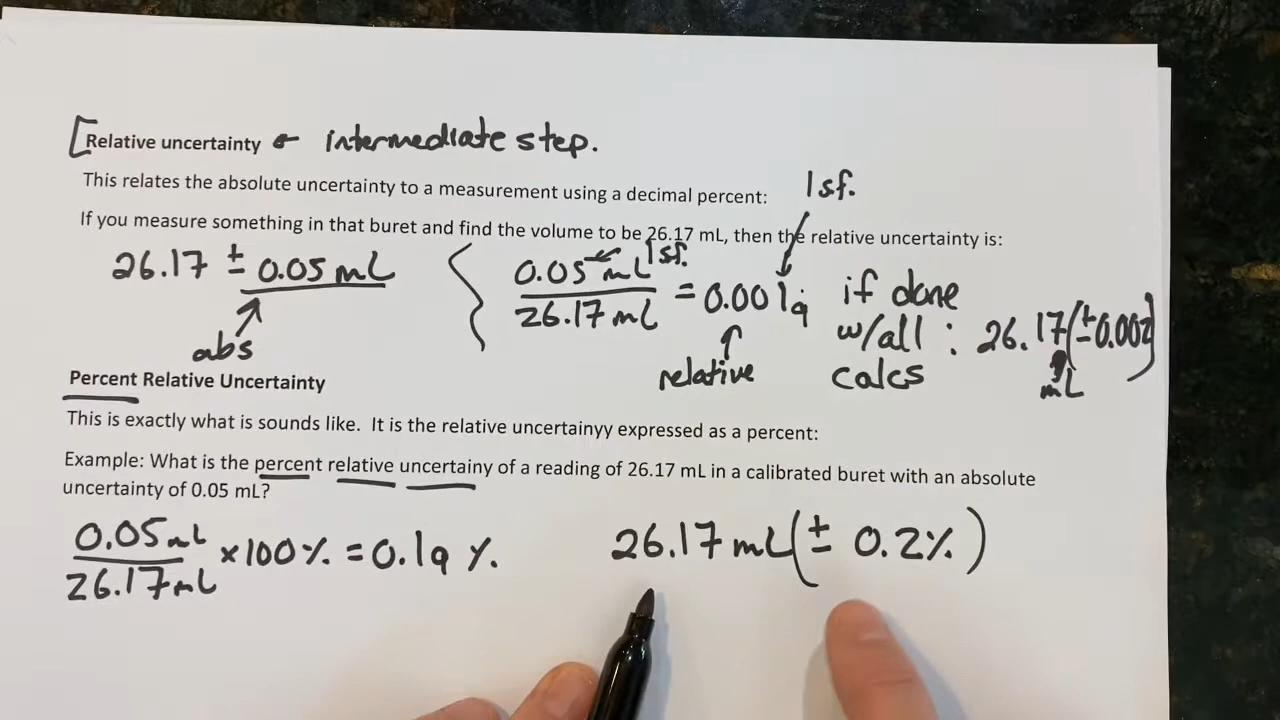 [Relative uncertainty ← intermediate step.
This relates the absolute uncertainty to a measurement using a decimal percent:
1 sf.
If you measure something in that buret and find the volume to be 26.17 mL, then the relative uncertainty is:
26.17 ± 0.05 mL
abs
0.05 mL ← 1 sf.
26.17 mL
= 0.0019
relative
if done
w/all :
calcs
26.17 (± 0.002)
mL
Percent Relative Uncertainty
This is exactly what is sounds like. It is the relative uncertainyy expressed as a percent:
Example: What is the percent relative uncertainy of a reading of 26.17 mL in a calibrated buret with an absolute
uncertainty of 0.05 mL?
0.05 mL
26.17 mL
× 100 % = 0.19 %.
26.17 mL (± 0.2%)